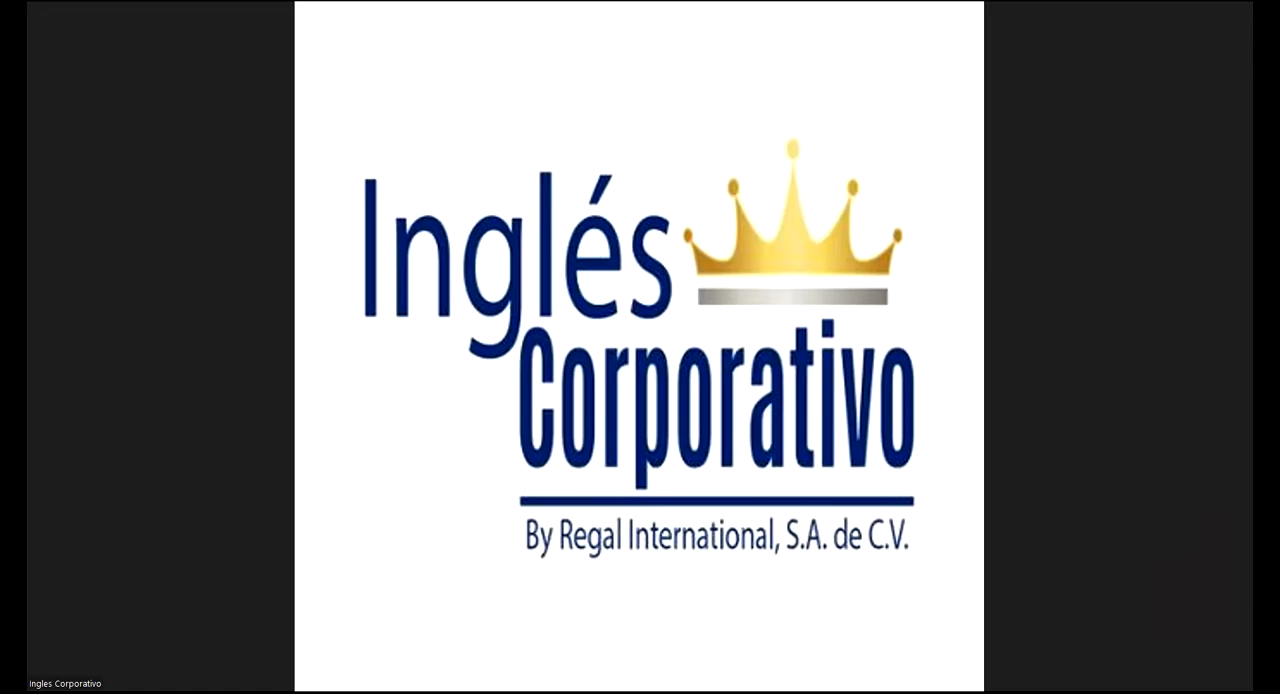 Inglés
Corporativo
By Regal International, S.A. de C.V.
Ingles Corporativo